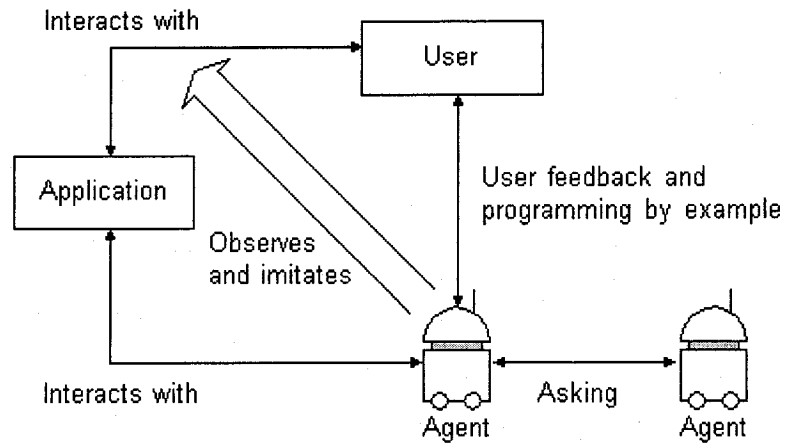 Interacts with
User
Application
User feedback and
programming by example
Observes
and imitates
Interacts with
Asking
Agent
Agent